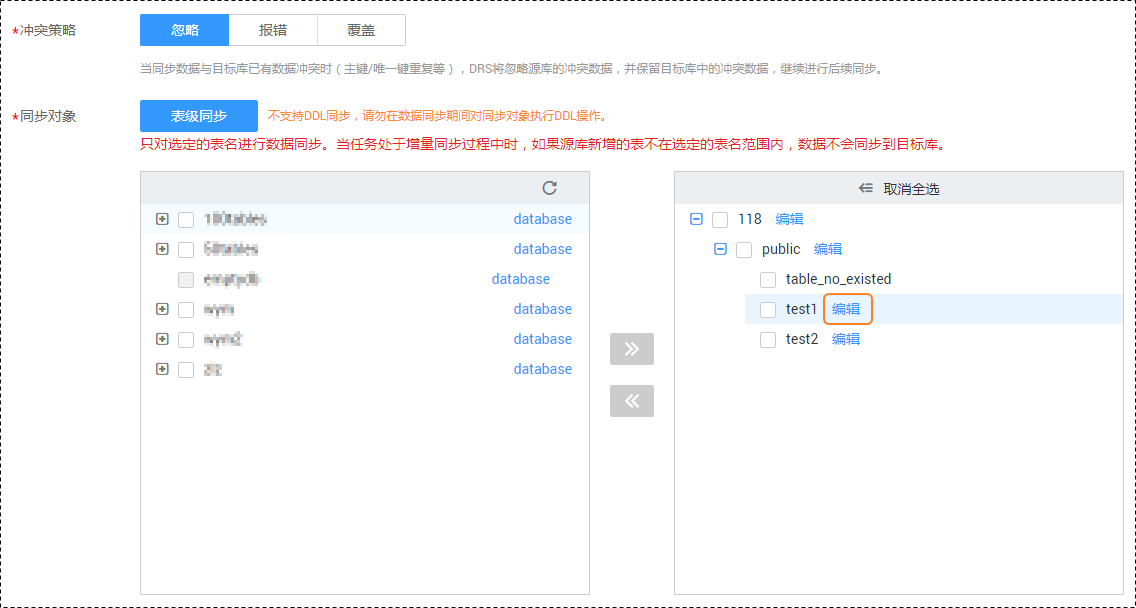 *冲突策略 忽略 报错 覆盖
当同步数据与目标库已有数据冲突时（主键/唯一键重复等），DRS将忽略源库的冲突数据，并保留目标库中的冲突数据，继续进行后续同步。
*同步对象 表级同步 不支持DDL同步，请勿在数据同步期间对同步对象执行DDL操作。
只对选定的表名进行数据同步。当任务处于增量同步过程中时，如果源库新增的表不在选定的表名范围内，数据不会同步到目标库。
database
database
database
database
database
database
取消全选
118 编辑
public 编辑
table_no_existed
test1 编辑
test2 编辑